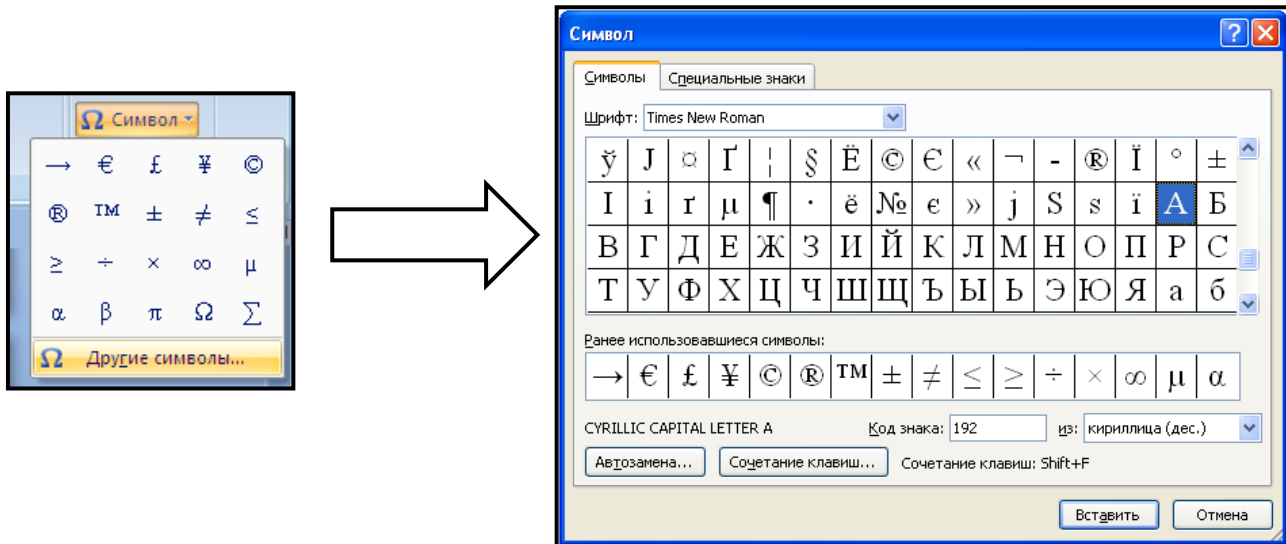 Ω Символ
→ € £ ¥ ©
® ™ ± ≠ ≤
≥ ÷ × ∞ µ
α β π Ω Σ
Ω Другие символы...
Символ
Символы Специальные знаки
Шрифт: Times New Roman
ў Ј ¤ Ґ ¦ § Ё © Є « ¬ - ® Ї ° ±
І і ґ µ ¶ · ё № є » ј Ѕ ѕ ї А Б
В Г Д Е Ж З И Й К Л М Н О П Р С
Т У Ф Х Ц Ч Ш Щ Ъ Ы Ь Э Ю Я а б
Ранее использовавшиеся символы:
→ € £ ¥ © ® ™ ± ≠ ≤ ≥ ÷ × ∞ µ α
CYRILLIC CAPITAL LETTER A Код знака: 192 из: кириллица (дес.)
Автозамена... Сочетание клавиш... Сочетание клавиш: Shift+F
Вставить Отмена